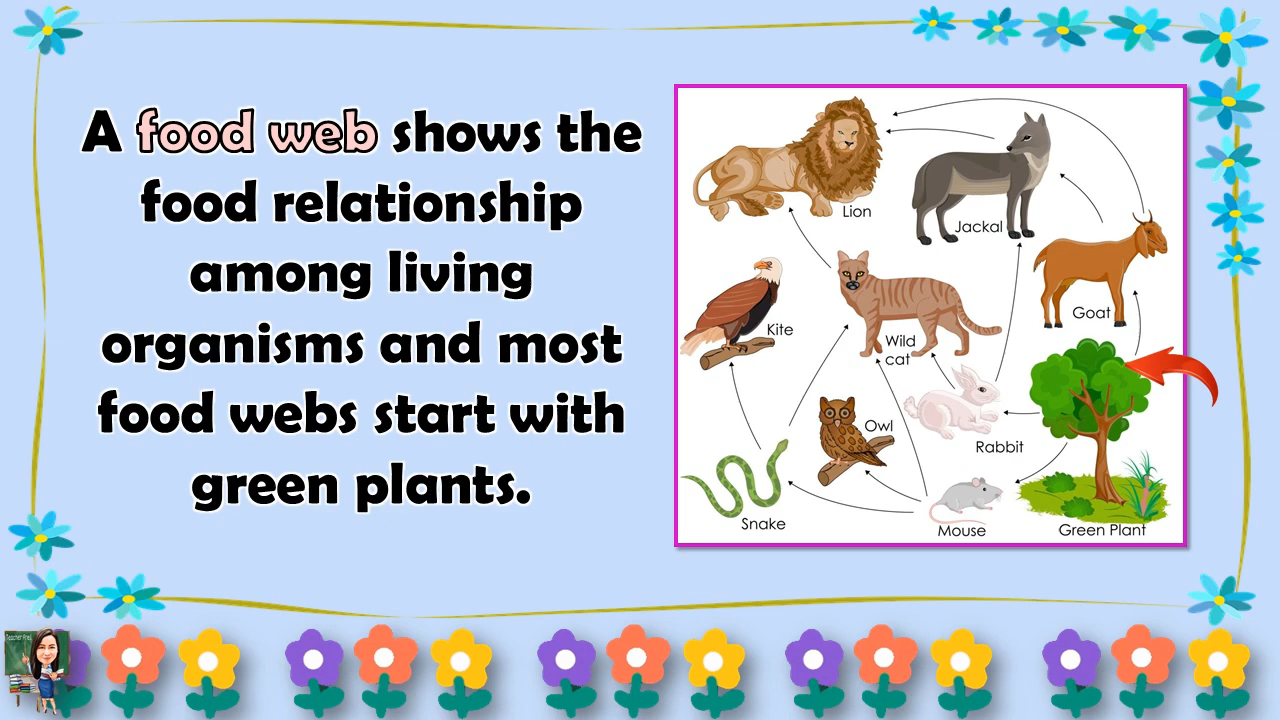 A food web shows the
food relationship
among living
organisms and most
food webs start with
green plants.
Lion
Jackal
Goat
Kite
Wild
cat
Owl
Rabbit
Snake
Mouse
Green Plant